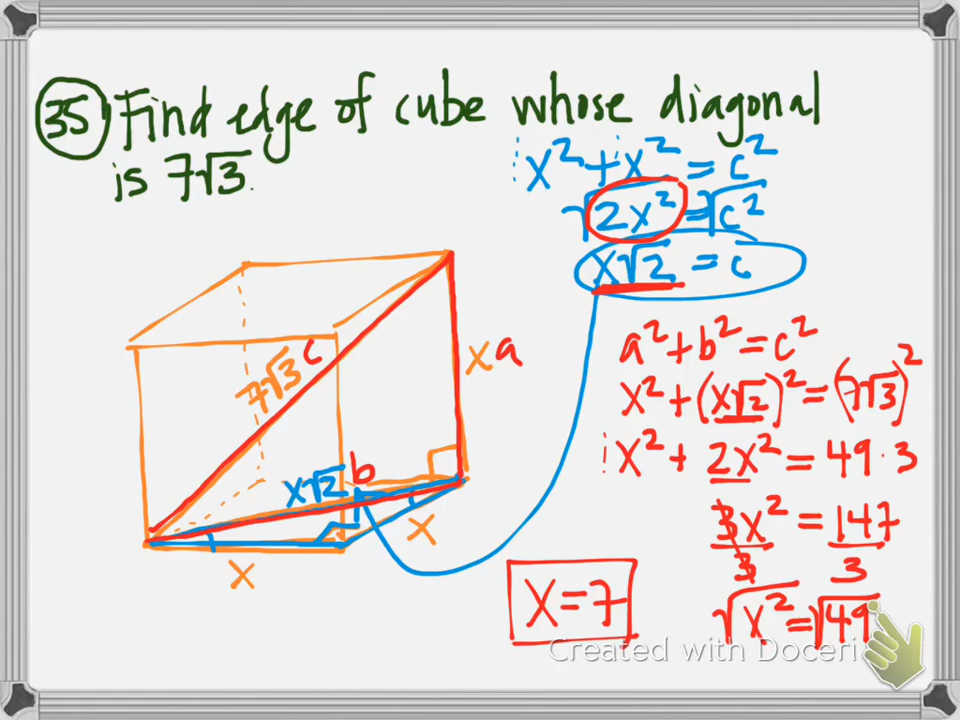 35 Find edge of cube whose diagonal
is 7√3.
x² + x² = c²
√2x² = √c²
x√2 = c
a² + b² = c²
x² + (x√2)² = (7√3)²
x² + 2x² = 49·3
3x² = 147
3 3
√x² = √49
x = 7
7√3 c
x a
x√2 b
x
x
Created with Doceri